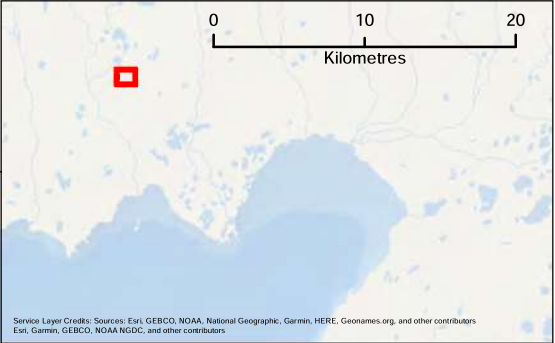 0 10 20
Kilometres
Service Layer Credits: Sources: Esri, GEBCO, NOAA, National Geographic, Garmin, HERE, Geonames.org, and other contributors
Esri, Garmin, GEBCO, NOAA NGDC, and other contributors